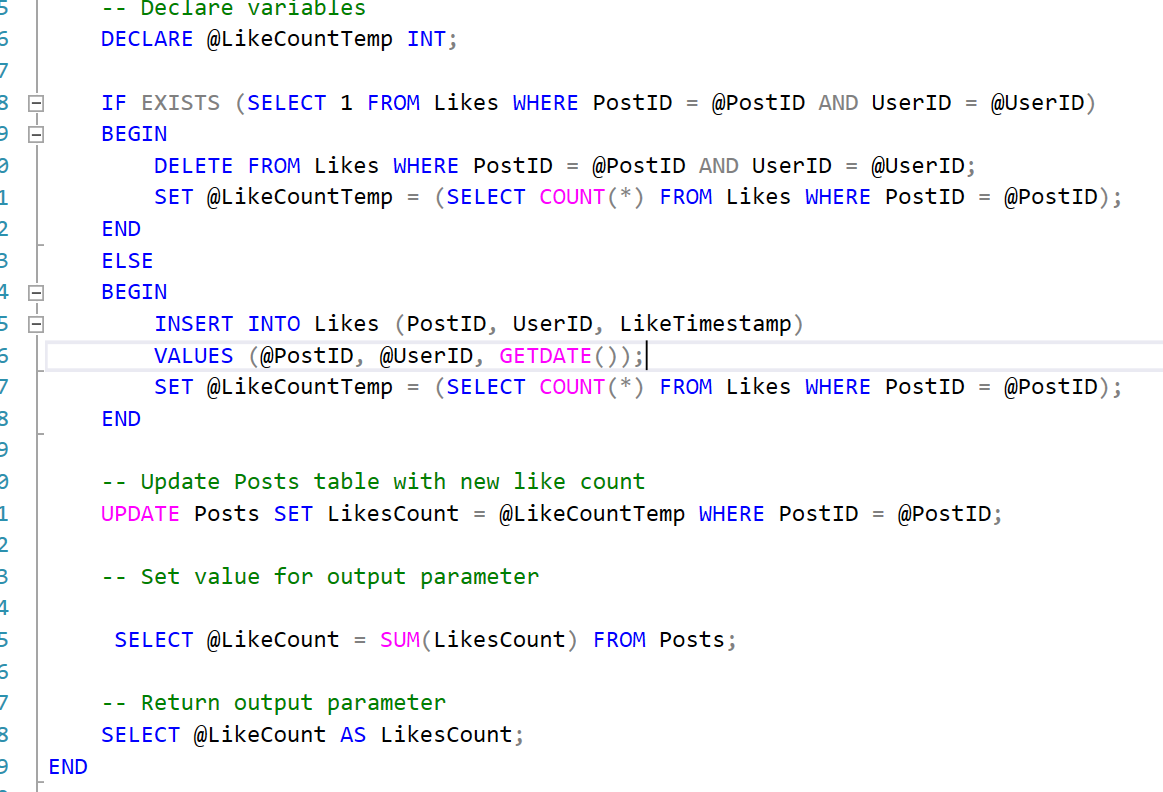 5 -- Declare variables
6 DECLARE @LikeCountTemp INT;
7
8 IF EXISTS (SELECT 1 FROM Likes WHERE PostID = @PostID AND UserID = @UserID)
9 BEGIN
0 DELETE FROM Likes WHERE PostID = @PostID AND UserID = @UserID;
1 SET @LikeCountTemp = (SELECT COUNT(*) FROM Likes WHERE PostID = @PostID);
2 END
3 ELSE
4 BEGIN
5 INSERT INTO Likes (PostID, UserID, LikeTimestamp)
6 VALUES (@PostID, @UserID, GETDATE());
7 SET @LikeCountTemp = (SELECT COUNT(*) FROM Likes WHERE PostID = @PostID);
8 END
9
0 -- Update Posts table with new like count
1 UPDATE Posts SET LikesCount = @LikeCountTemp WHERE PostID = @PostID;
2
3 -- Set value for output parameter
4
5 SELECT @LikeCount = SUM(LikesCount) FROM Posts;
6
7 -- Return output parameter
8 SELECT @LikeCount AS LikesCount;
9 END